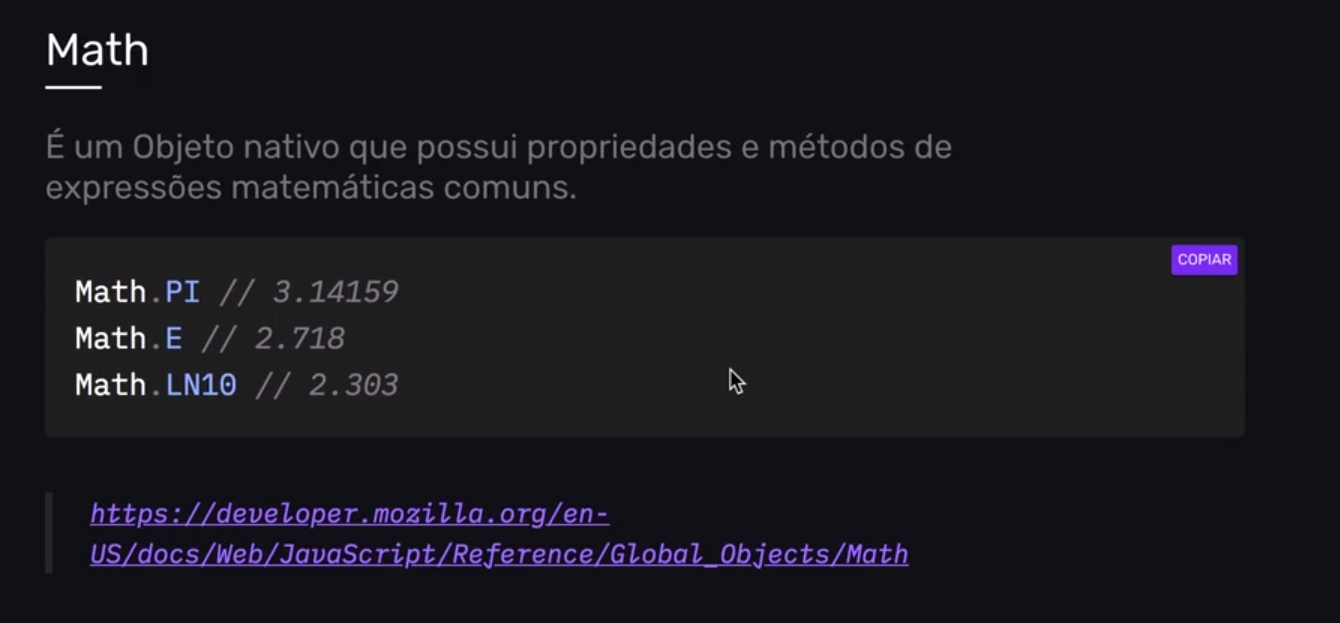 Math
É um Objeto nativo que possui propriedades e métodos de
expressões matemáticas comuns.
COPIAR
Math.PI // 3.14159
Math.E // 2.718
Math.LN10 // 2.303
https://developer.mozilla.org/en-
US/docs/Web/JavaScript/Reference/Global_Objects/Math